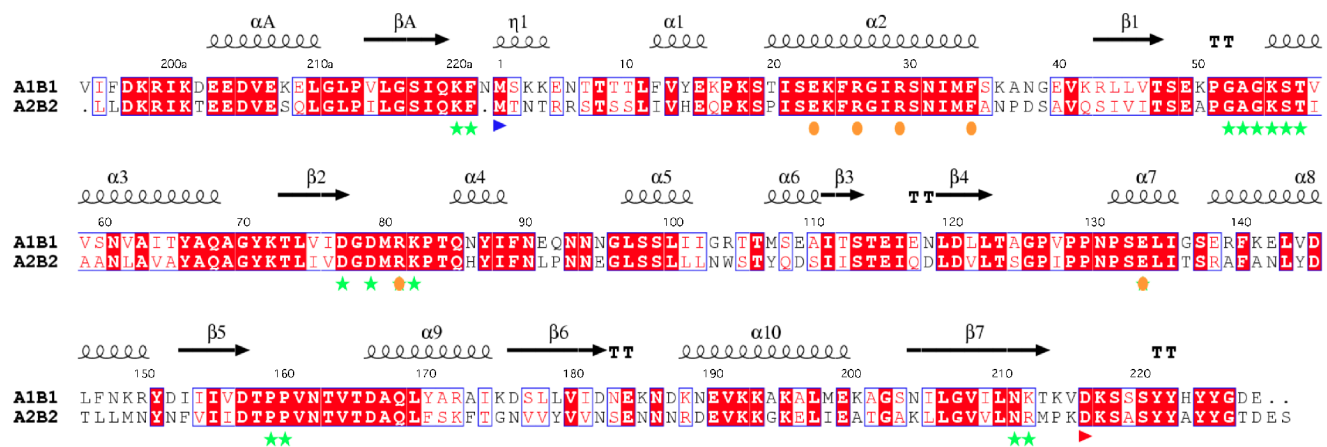 αA βA η1 α1 α2 β1 TT
200a 210a 220a 1 10 20 30 40 50
A1B1 VIFDKRIKDEEDVEKELGLPVLGSIQKFNMSKKENTTTTLFVYEKPKSTISEKFRGIRSNIMFSKANGEVKRLLVTSEKPGAGKSTV
A2B2 .LLDKRIKTEEDVESQLGLPILGSIQKF.MTNTRRSTSSLIVHEQPKSPISEKFRGIRSNIMFANPDSAVQSIVITSEAPGAGKSTI
α3 β2 α4 α5 α6 β3 TT β4 α7 α8
60 70 80 90 100 110 120 130 140
A1B1 VSNVAITYAQAGYKTLVIDGDMRKPTQNYIFNEQNNNGLSSLIIGRTTMSEAITSTEIENLDLLTAGPVPPNPSELIGSERFKELVD
A2B2 AANLAVAYAQAGYKTLIVDGDMRKPTQHYIFNLPNNEGLSSLLLNWSTYQDSIISTEIQDLDVLTSGPIPPNPSELITSRAFANLYD
β5 α9 β6 TT α10 β7 TT
150 160 170 180 190 200 210 220
A1B1 LFNKRYDIIIVDTPPVNTVTDAQLYARAIKDSLLVIDNEKNNDKNEVKKAKALMEKAGSNILGVILNKTKVDKSSSYYHYYGDE..
A2B2 TLLMNYNFVIIDTPPVNTVTDAQLFSKFTGNSVVYVVNSENNNRDEVKKGKELIEATGAKMLGVVLNRMPKDKSASYYAYYGTDES